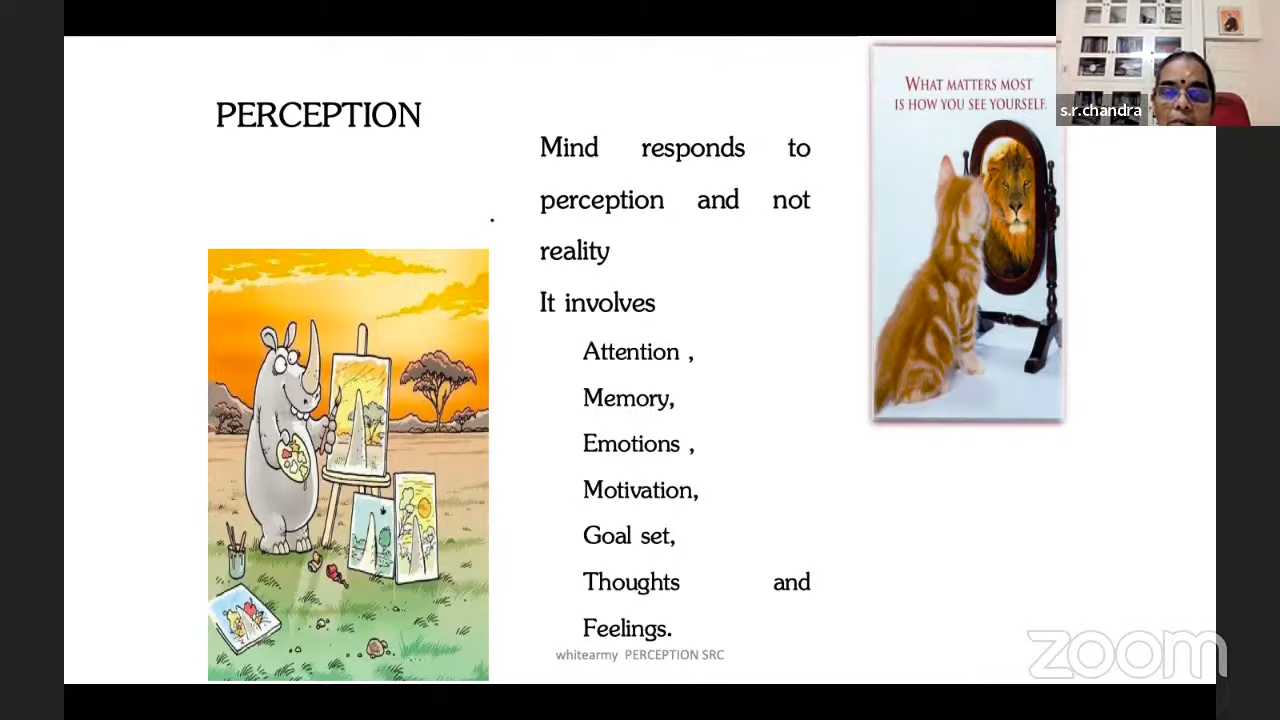 PERCEPTION
Mind responds to
perception and not
reality
It involves
Attention ,
Memory,
Emotions ,
Motivation,
Goal set,
Thoughts and
Feelings.
whitearmy PERCEPTION SRC
WHAT MATTERS MOST
IS HOW YOU SEE YOURSELF.
s.r.chandra
zoom